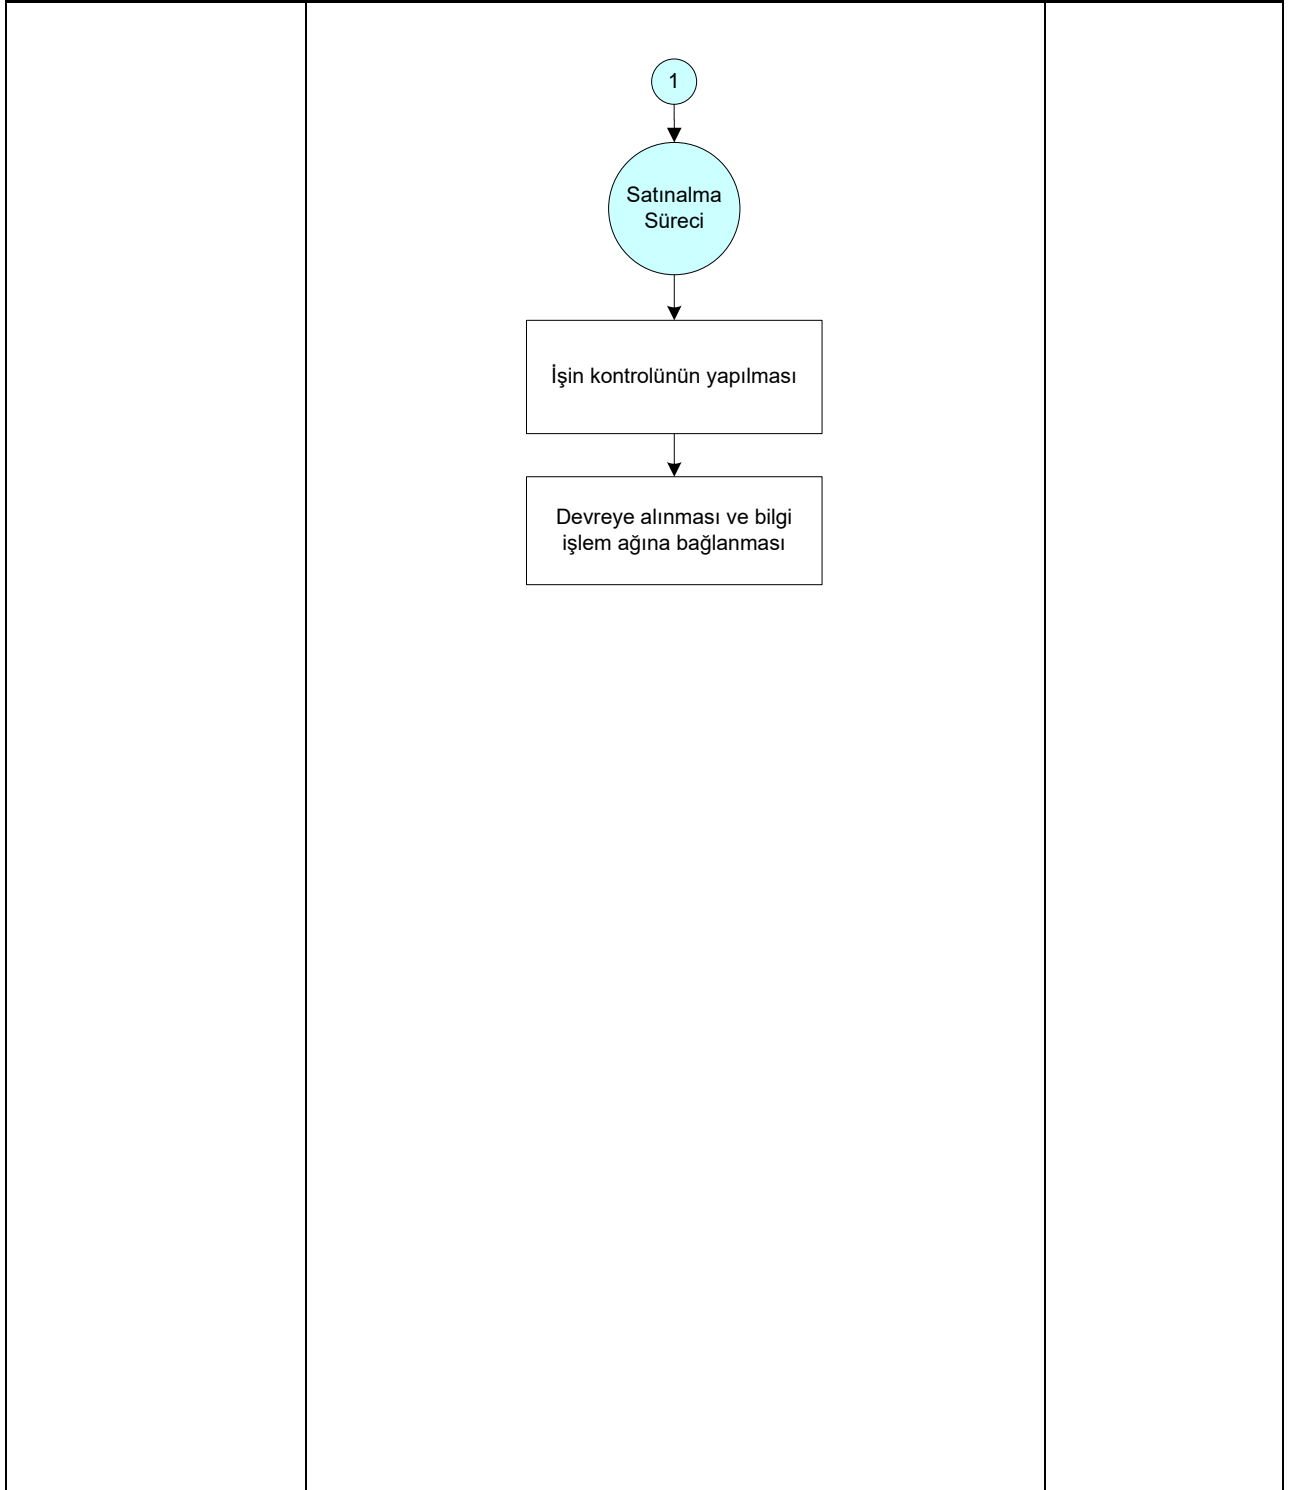 1
Satınalma
Süreci
İşin kontrolünün yapılması
Devreye alınması ve bilgi
işlem ağına bağlanması